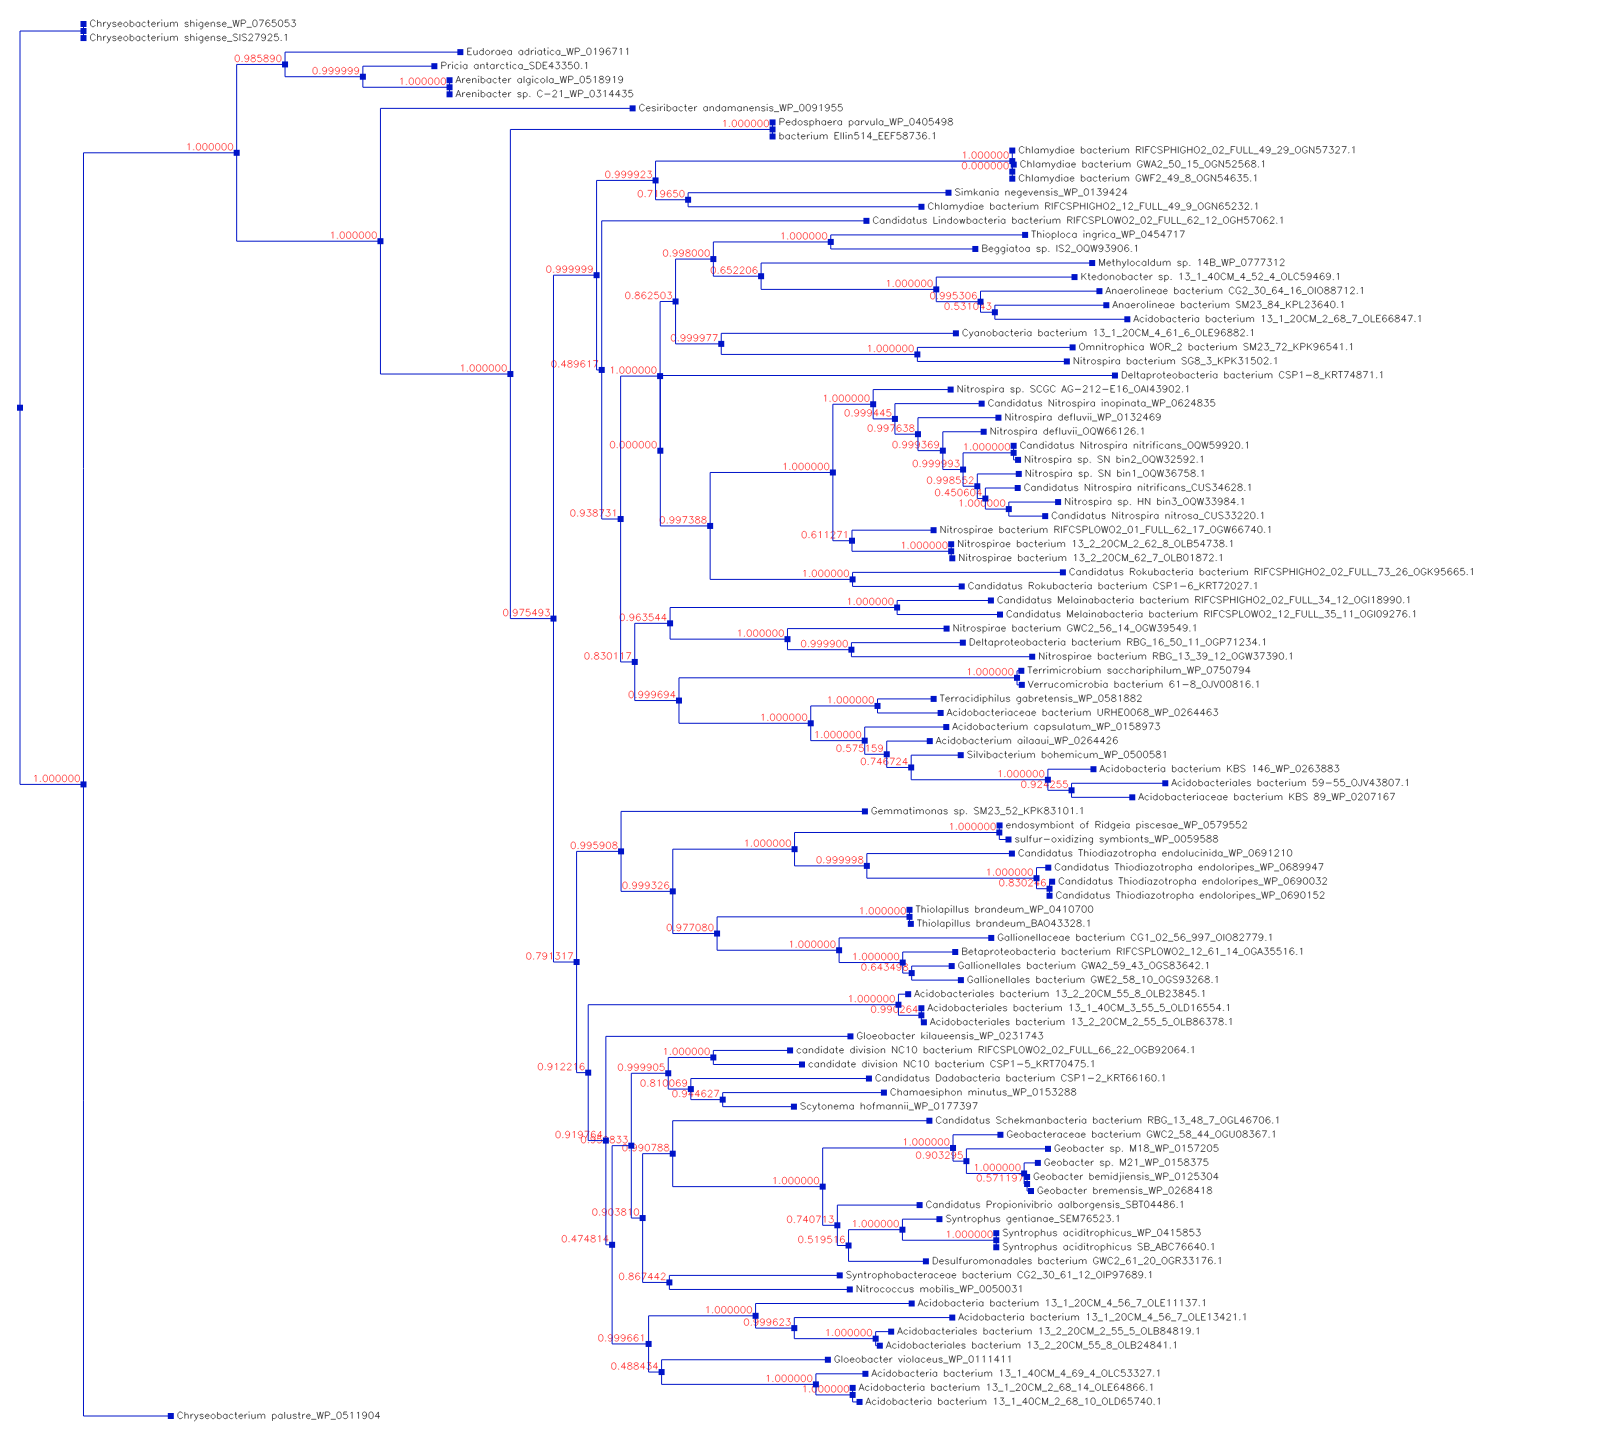 Chryseobacterium shigense_WP_0765053
Chryseobacterium shigense_SIS27925.1
Eudoraea adriatica_WP_0196711
0.985890
Pricia antarctica_SDE43350.1
0.999999
Arenibacter algicola_WP_0518919
1.000000
Arenibacter sp. C-21_WP_0314435
Cesiribacter andamanensis_WP_0091955
Pedosphaera parvula_WP_0405498
1.000000
bacterium Ellin514_EEF58736.1
1.000000
Chlamydiae bacterium RIFCSPHIGHO2_02_FULL_49_29_OGN57327.1
1.000000
Chlamydiae bacterium GWA2_50_15_OGN52568.1
0.000000
0.999923
Chlamydiae bacterium GWF2_49_8_OGN54635.1
Simkania negevensis_WP_0139424
0.719650
Chlamydiae bacterium RIFCSPHIGHO2_12_FULL_49_9_OGN65232.1
Candidatus Lindowbacteria bacterium RIFCSPLOWO2_02_FULL_62_12_OGH57062.1
Thioploca ingrica_WP_0454717
1.000000
1.000000
Beggiatoa sp. IS2_OQW93906.1
0.998000
Methylocaldum sp. 14B_WP_0777312
0.999999
0.652206
Ktedonobacter sp. 13_1_40CM_4_52_4_OLC59469.1
1.000000
Anaerolineae bacterium CG2_30_64_16_OIO88712.1
0.862503
0.995306
Anaerolineae bacterium SM23_84_KPL23640.1
0.531043
Acidobacteria bacterium 13_1_20CM_2_68_7_OLE66847.1
Cyanobacteria bacterium 13_1_20CM_4_61_6_OLE96882.1
0.999977
Omnitrophica WOR_2 bacterium SM23_72_KPK96541.1
1.000000
Nitrospira bacterium SG8_3_KPK31502.1
0.489617
1.000000
1.000000
Deltaproteobacteria bacterium CSP1-8_KRT74871.1
Nitrospira sp. SCGC AG-212-E16_OAI43902.1
1.000000
Candidatus Nitrospira inopinata_WP_0624835
0.999445
Nitrospira defluvii_WP_0132469
0.997638
Nitrospira defluvii_OQW66126.1
0.999369
Candidatus Nitrospira nitrificans_OQW59920.1
1.000000
0.000000
Nitrospira sp. SN bin2_OQW32592.1
0.999993
1.000000
Nitrospira sp. SN bin1_OQW36758.1
0.998552
Candidatus Nitrospira nitrificans_CUS34628.1
0.450604
Nitrospira sp. HN bin3_OQW33984.1
1.000000
Candidatus Nitrospira nitrosa_CUS33220.1
0.938731
0.997388
Nitrospirae bacterium RIFCSPLOWO2_01_FULL_62_17_OGW66740.1
0.611271
Nitrospirae bacterium 13_2_20CM_2_62_8_OLB54738.1
1.000000
Nitrospirae bacterium 13_2_20CM_62_7_OLB01872.1
Candidatus Rokubacteria bacterium RIFCSPHIGHO2_02_FULL_73_26_OGK95665.1
1.000000
Candidatus Rokubacteria bacterium CSP1-6_KRT72027.1
Candidatus Melainabacteria bacterium RIFCSPHIGHO2_02_FULL_34_12_OGI18990.1
1.000000
0.975493
0.963544
Candidatus Melainabacteria bacterium RIFCSPLOWO2_12_FULL_35_11_OGI09276.1
Nitrospirae bacterium GWC2_56_14_OGW39549.1
1.000000
Deltaproteobacteria bacterium RBG_16_50_11_OGP71234.1
0.999900
0.830117
Nitrospirae bacterium RBG_13_39_12_OGW37390.1
Terrimicrobium sacchariphilum_WP_0750794
1.000000
Verrucomicrobia bacterium 61-8_OJV00816.1
0.999694
Terracidiphilus gabretensis_WP_0581882
1.000000
Acidobacteriaceae bacterium URHE0068_WP_0264463
1.000000
Acidobacterium capsulatum_WP_0158973
1.000000
Acidobacterium ailaaui_WP_0264426
0.575159
Silvibacterium bohemicum_WP_0500581
0.746724
Acidobacteria bacterium KBS 146_WP_0263883
1.000000
1.000000
Acidobacteriales bacterium 59-55_OJV43807.1
0.924255
Acidobacteriaceae bacterium KBS 89_WP_0207167
Gemmatimonas sp. SM23_52_KPK83101.1
endosymbiont of Ridgeia piscesae_WP_0579552
1.000000
sulfur-oxidizing symbionts_WP_0059588
0.995908
1.000000
Candidatus Thiodiazotropha endolucinida_WP_0691210
0.999998
Candidatus Thiodiazotropha endoloripes_WP_0689947
1.000000
Candidatus Thiodiazotropha endoloripes_WP_0690032
0.830246
0.999326
Candidatus Thiodiazotropha endoloripes_WP_0690152
Thiolapillus brandeum_WP_0410700
1.000000
Thiolapillus brandeum_BAO43328.1
0.977080
Gallionellaceae bacterium CG1_02_56_997_OIO82779.1
1.000000
Betaproteobacteria bacterium RIFCSPLOWO2_12_61_14_OGA35516.1
0.791317
1.000000
Gallionellales bacterium GWA2_59_43_OGS83642.1
0.643498
Gallionellales bacterium GWE2_58_10_OGS93268.1
Acidobacteriales bacterium 13_2_20CM_55_8_OLB23845.1
1.000000
Acidobacteriales bacterium 13_1_40CM_3_55_5_OLD16554.1
0.990264
Acidobacteriales bacterium 13_2_20CM_2_55_5_OLB86378.1
Gloeobacter kilaueensis_WP_0231743
candidate division NC10 bacterium RIFCSPLOWO2_02_FULL_66_22_OGB92064.1
1.000000
candidate division NC10 bacterium CSP1-5_KRT70475.1
0.912216
0.999905
Candidatus Dadabacteria bacterium CSP1-2_KRT66160.1
0.810069
Chamaesiphon minutus_WP_0153288
0.944627
Scytonema hofmannii_WP_0177397
Candidatus Schekmanbacteria bacterium RBG_13_48_7_OGL46706.1
0.919764
Geobacteraceae bacterium GWC2_58_44_OGU08367.1
1.000000
0.990788
Geobacter sp. M18_WP_0157205
0.903295
Geobacter sp. M21_WP_0158375
1.000000
Geobacter bemidjiensis_WP_0125304
0.571197
1.000000
Geobacter bremensis_WP_0268418
Candidatus Propionivibrio aalborgensis_SBT04486.1
0.903810
0.740713
Syntrophus gentianae_SEM76523.1
1.000000
Syntrophus aciditrophicus_WP_0415853
1.000000
0.474814
0.519516
Syntrophus aciditrophicus SB_ABC76640.1
Desulfuromonadales bacterium GWC2_61_20_OGR33176.1
Syntrophobacteraceae bacterium CG2_30_61_12_OIP97689.1
0.867442
Nitrococcus mobilis_WP_0050031
Acidobacteria bacterium 13_1_20CM_4_56_7_OLE11137.1
1.000000
Acidobacteria bacterium 13_1_20CM_4_56_7_OLE13421.1
0.999623
Acidobacteriales bacterium 13_2_20CM_2_55_5_OLB84819.1
1.000000
0.999661
Acidobacteriales bacterium 13_2_20CM_55_8_OLB24841.1
Gloeobacter violaceus_WP_0111411
0.488434
Acidobacteria bacterium 13_1_40CM_4_69_4_OLC53327.1
1.000000
Acidobacteria bacterium 13_1_20CM_2_68_14_OLE64866.1
1.000000
Acidobacteria bacterium 13_1_40CM_2_68_10_OLD65740.1
Chryseobacterium palustre_WP_0511904